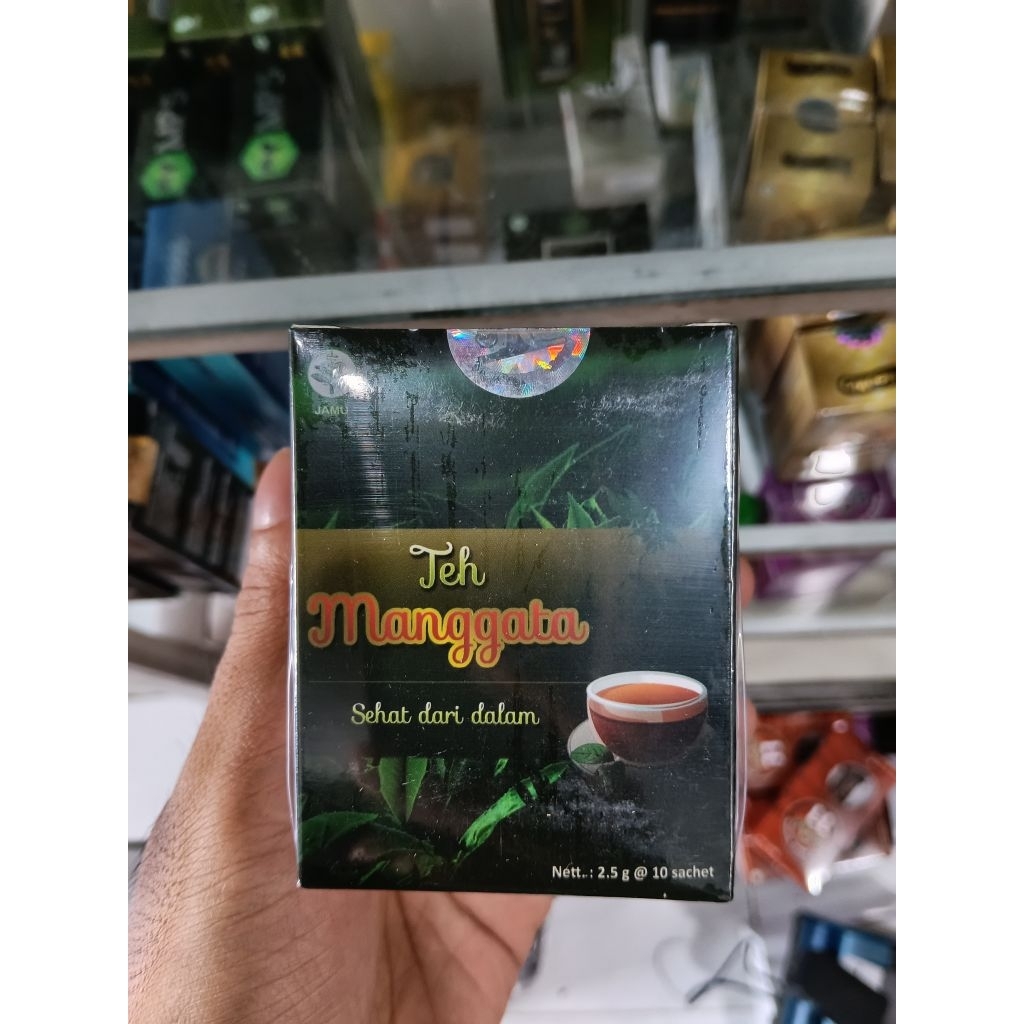 JAMU
Teh
Manggata
Sehat dari dalam
Nett. : 2.5 g @ 10 sachet